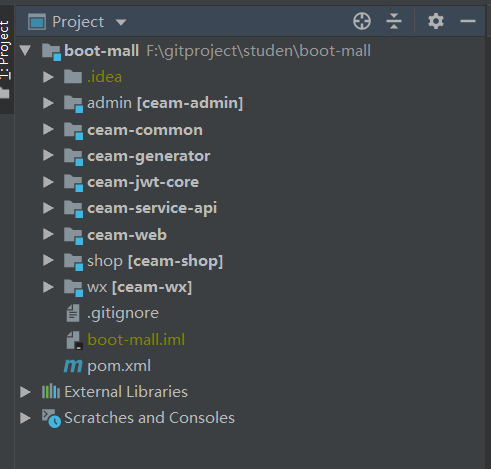 1: Project
Project
boot-mall F:\gitproject\studen\boot-mall
.idea
admin [ceam-admin]
ceam-common
ceam-generator
ceam-jwt-core
ceam-service-api
ceam-web
shop [ceam-shop]
wx [ceam-wx]
.gitignore
boot-mall.iml
pom.xml
External Libraries
Scratches and Consoles